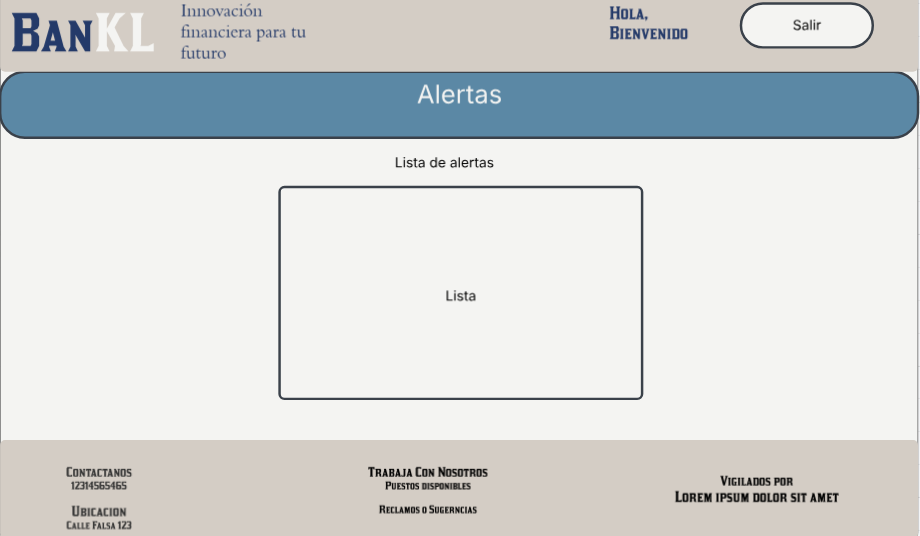 BanKL
Innovación
financiera para tu
futuro
Hola,
Bienvenido
Salir
Alertas
Lista de alertas
Lista
Contactanos
12314565465
Ubicacion
Calle Falsa 123
Trabaja Con Nosotros
Puestos disponibles
Reclamos o Sugerncias
Vigilados por
Lorem ipsum dolor sit amet